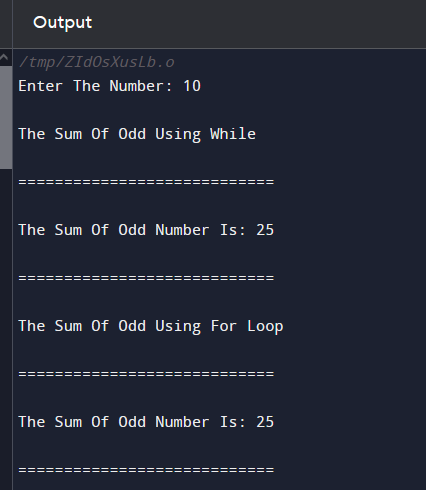 Output
/tmp/ZIdOsXusLb.o
Enter The Number: 10
The Sum Of Odd Using While
============================
The Sum Of Odd Number Is: 25
============================
The Sum Of Odd Using For Loop
============================
The Sum Of Odd Number Is: 25
============================